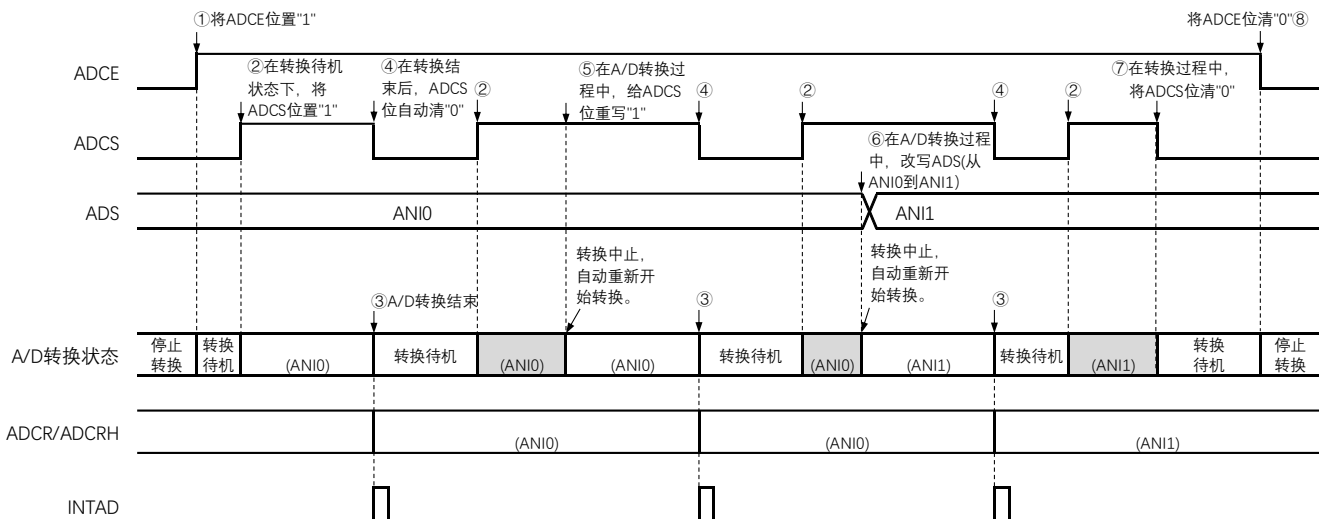 ①将ADCE位置"1"
将ADCE位清"0"⑧
ADCE
②在转换待机
状态下，将
ADCS位置"1"
④在转换结
束后，ADCS
位自动清"0"
②
⑤在A/D转换过
程中，给ADCS
位重写"1"
④
②
④
②
⑦在转换过程中，
将ADCS位清"0"
ADCS
⑥在A/D转换过程
中，改写ADS(从
ANI0到ANI1)
ADS
ANI0
ANI1
③A/D转换结束
转换中止，
自动重新开
始转换。
③
转换中止，
自动重新开
始转换。
③
A/D转换状态
停止
转换
转换
待机
(ANI0)
转换待机
(ANI0)
(ANI0)
转换待机
(ANI0)
(ANI1)
转换待机
(ANI1)
转换
待机
停止
转换
ADCR/ADCRH
(ANI0)
(ANI0)
(ANI1)
INTAD